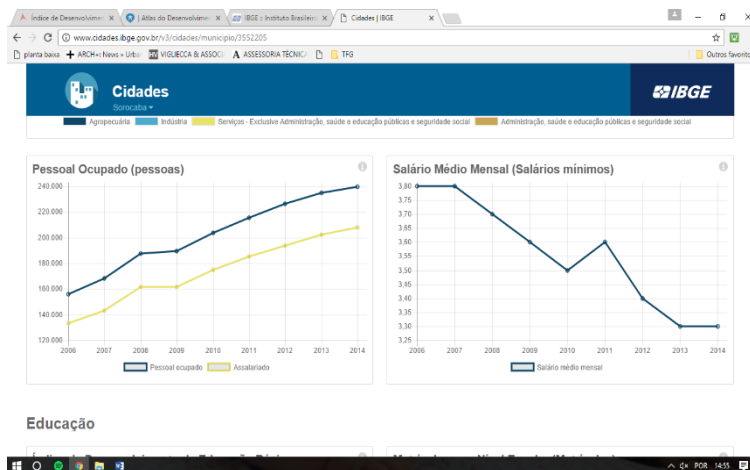 Índice de Desenvolvimen
| Atlas do Desenvolvimen
IBGE :: Instituto Brasileiro
Cidades | IBGE
www.cidades.ibge.gov.br/v3/cidades/municipio/3552205
planta baixa
ARCH+: News » Urba
VIGLIECCA & ASSOCI
ASSESSORIA TÉCNICA
TFG
Outros favoritos
Cidades
Sorocaba
IBGE
Agropecuária Indústria Serviços - Exclusive Administração, saúde e educação públicas e seguridade social Administração, saúde e educação públicas e seguridade social
Pessoal Ocupado (pessoas)
240.000
220.000
200.000
180.000
160.000
140.000
120.000
2006 2007 2008 2009 2010 2011 2012 2013 2014
Pessoal ocupado Assalariado
Salário Médio Mensal (Salários mínimos)
3,80
3,75
3,70
3,65
3,60
3,55
3,50
3,45
3,40
3,35
3,30
3,25
2006 2007 2008 2009 2010 2011 2012 2013 2014
Salário médio mensal
Educação
POR 14:55